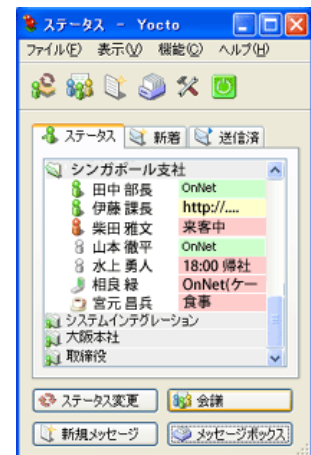 ステータス - Yocto
ファイル(F) 表示(V) 機能(C) ヘルプ(H)
ステータス 新着 送信済
シンガポール支社
田中 部長 OnNet
伊藤 課長 http://....
柴田 雅文 来客中
山本 徹平 OnNet
水上 勇人 18:00 帰社
相良 緑 OnNet(ケー
宮元 昌兵 食事
システムインテグレーション
大阪本社
取締役
ステータス変更 会議
新規メッセージ メッセージボックス